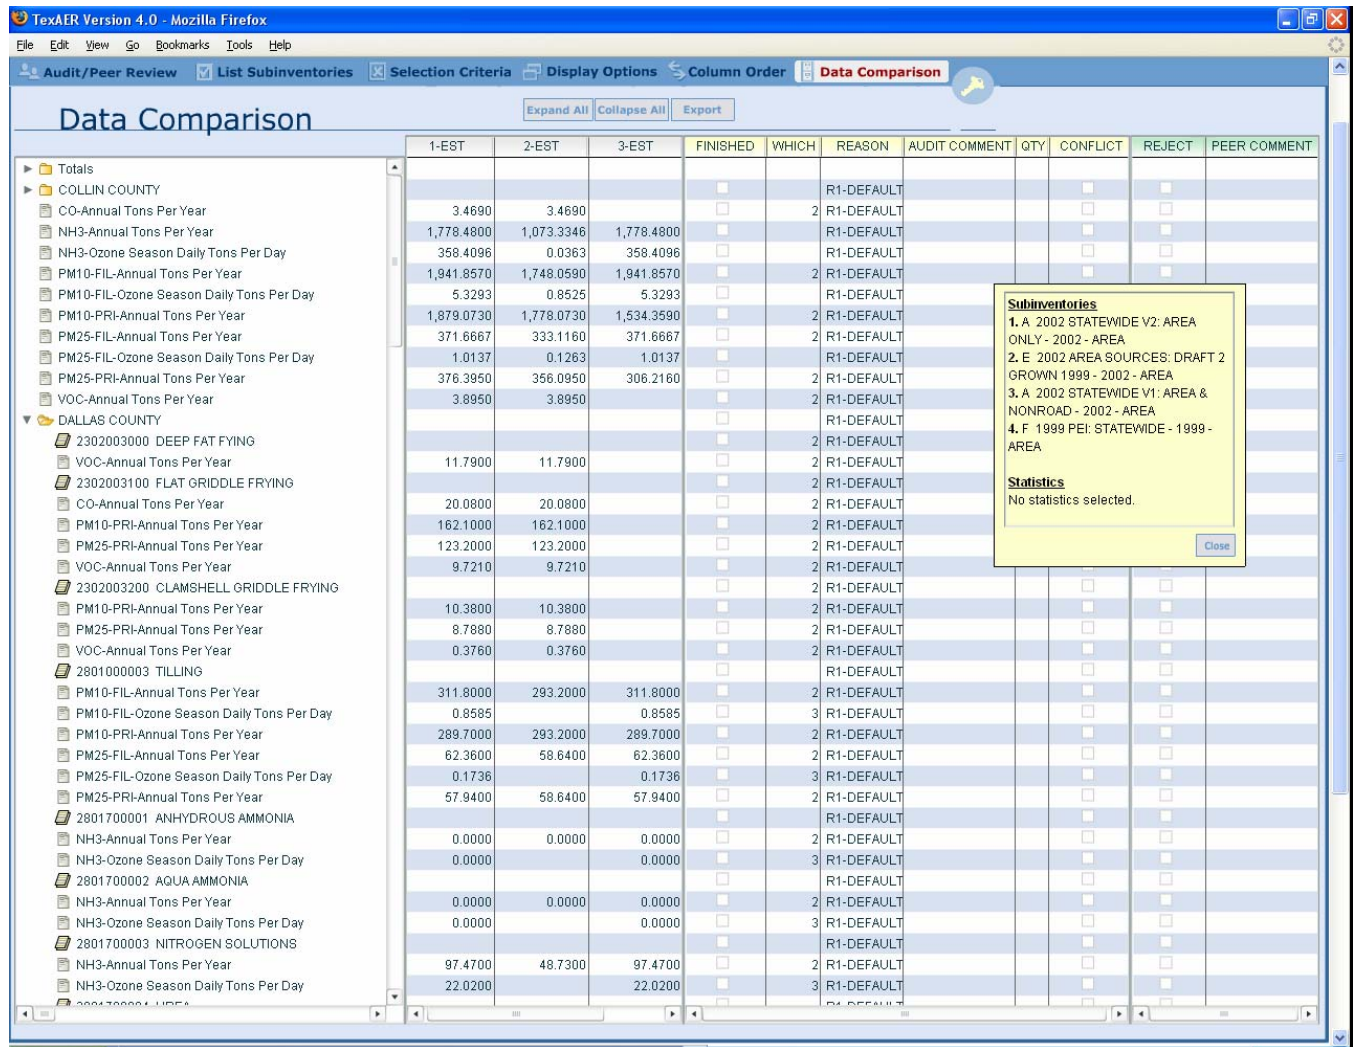 TexAER Version 4.0 - Mozilla Firefox
File Edit View Go Bookmarks Tools Help
Audit/Peer Review List Subinventories Selection Criteria Display Options Column Order Data Comparison
Data Comparison
Expand All Collapse All Export
1-EST 2-EST 3-EST FINISHED WHICH REASON AUDIT COMMENT QTY CONFLICT REJECT PEER COMMENT
Totals
COLLIN COUNTY R1-DEFAULT
CO-Annual Tons Per Year 3.4690 3.4690 2 R1-DEFAULT
NH3-Annual Tons Per Year 1,778.4800 1,073.3346 1,778.4800 R1-DEFAULT
NH3-Ozone Season Daily Tons Per Day 358.4096 0.0363 358.4096 R1-DEFAULT
PM10-FIL-Annual Tons Per Year 1,941.8570 1,748.0590 1,941.8570 2 R1-DEFAULT
PM10-FIL-Ozone Season Daily Tons Per Day 5.3293 0.8525 5.3293 R1-DEFAULT
PM10-PRI-Annual Tons Per Year 1,879.0730 1,778.0730 1,534.3590 2 R1-DEFAULT
PM25-FIL-Annual Tons Per Year 371.6667 333.1160 371.6667 2 R1-DEFAULT
PM25-FIL-Ozone Season Daily Tons Per Day 1.0137 0.1263 1.0137 R1-DEFAULT
PM25-PRI-Annual Tons Per Year 376.3950 356.0950 306.2160 2 R1-DEFAULT
VOC-Annual Tons Per Year 3.8950 3.8950 2 R1-DEFAULT
DALLAS COUNTY R1-DEFAULT
2302003000 DEEP FAT FYING 2 R1-DEFAULT
VOC-Annual Tons Per Year 11.7900 11.7900 2 R1-DEFAULT
2302003100 FLAT GRIDDLE FRYING 2 R1-DEFAULT
CO-Annual Tons Per Year 20.0800 20.0800 2 R1-DEFAULT
PM10-PRI-Annual Tons Per Year 162.1000 162.1000 2 R1-DEFAULT
PM25-PRI-Annual Tons Per Year 123.2000 123.2000 2 R1-DEFAULT
VOC-Annual Tons Per Year 9.7210 9.7210 2 R1-DEFAULT
2302003200 CLAMSHELL GRIDDLE FRYING 2 R1-DEFAULT
PM10-PRI-Annual Tons Per Year 10.3800 10.3800 2 R1-DEFAULT
PM25-PRI-Annual Tons Per Year 8.7880 8.7880 2 R1-DEFAULT
VOC-Annual Tons Per Year 0.3760 0.3760 2 R1-DEFAULT
2801000003 TILLING R1-DEFAULT
PM10-FIL-Annual Tons Per Year 311.8000 293.2000 311.8000 2 R1-DEFAULT
PM10-FIL-Ozone Season Daily Tons Per Day 0.8585 0.8585 3 R1-DEFAULT
PM10-PRI-Annual Tons Per Year 289.7000 293.2000 289.7000 2 R1-DEFAULT
PM25-FIL-Annual Tons Per Year 62.3600 58.6400 62.3600 2 R1-DEFAULT
PM25-FIL-Ozone Season Daily Tons Per Day 0.1736 0.1736 3 R1-DEFAULT
PM25-PRI-Annual Tons Per Year 57.9400 58.6400 57.9400 2 R1-DEFAULT
2801700001 ANHYDROUS AMMONIA R1-DEFAULT
NH3-Annual Tons Per Year 0.0000 0.0000 0.0000 2 R1-DEFAULT
NH3-Ozone Season Daily Tons Per Day 0.0000 0.0000 3 R1-DEFAULT
2801700002 AQUA AMMONIA R1-DEFAULT
NH3-Annual Tons Per Year 0.0000 0.0000 0.0000 2 R1-DEFAULT
NH3-Ozone Season Daily Tons Per Day 0.0000 0.0000 3 R1-DEFAULT
2801700003 NITROGEN SOLUTIONS R1-DEFAULT
NH3-Annual Tons Per Year 97.4700 48.7300 97.4700 2 R1-DEFAULT
NH3-Ozone Season Daily Tons Per Day 22.0200 22.0200 3 R1-DEFAULT
Subinventories
1. A 2002 STATEWIDE V2: AREA
ONLY - 2002 - AREA
2. E 2002 AREA SOURCES: DRAFT 2
GROWN 1999 - 2002 - AREA
3. A 2002 STATEWIDE V1: AREA &
NONROAD - 2002 - AREA
4. F 1999 PEI: STATEWIDE - 1999 -
AREA
Statistics
No statistics selected.
Close